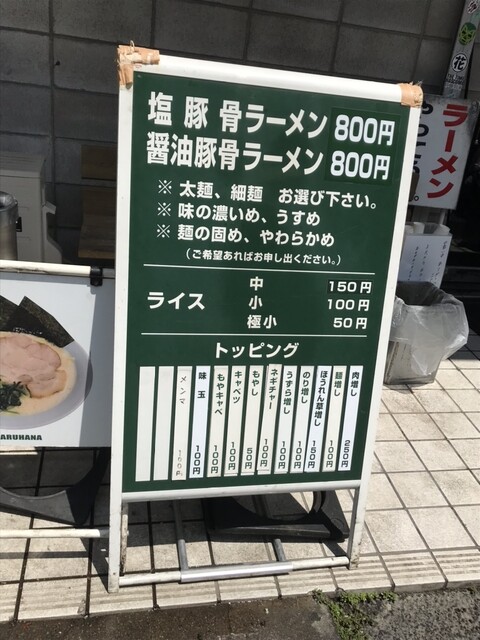 塩豚骨ラーメン 800円
醤油豚骨ラーメン 800円
※ 太麺、細麺 お選び下さい。
※ 味の濃いめ、うすめ
※ 麺の固め、やわらかめ
(ご希望あればお申し出ください。)
ライス
中 150円
小 100円
極小 50円
トッピング
肉増し 250円
麺増し 100円
ほうれん草増し 150円
のり増し 100円
うずら増し 100円
ネギチャー 100円
もやし 50円
キャベツ 100円
もやキャベ 100円
味玉 100円
メンマ 100円
ラーメン
花
ARUHANA